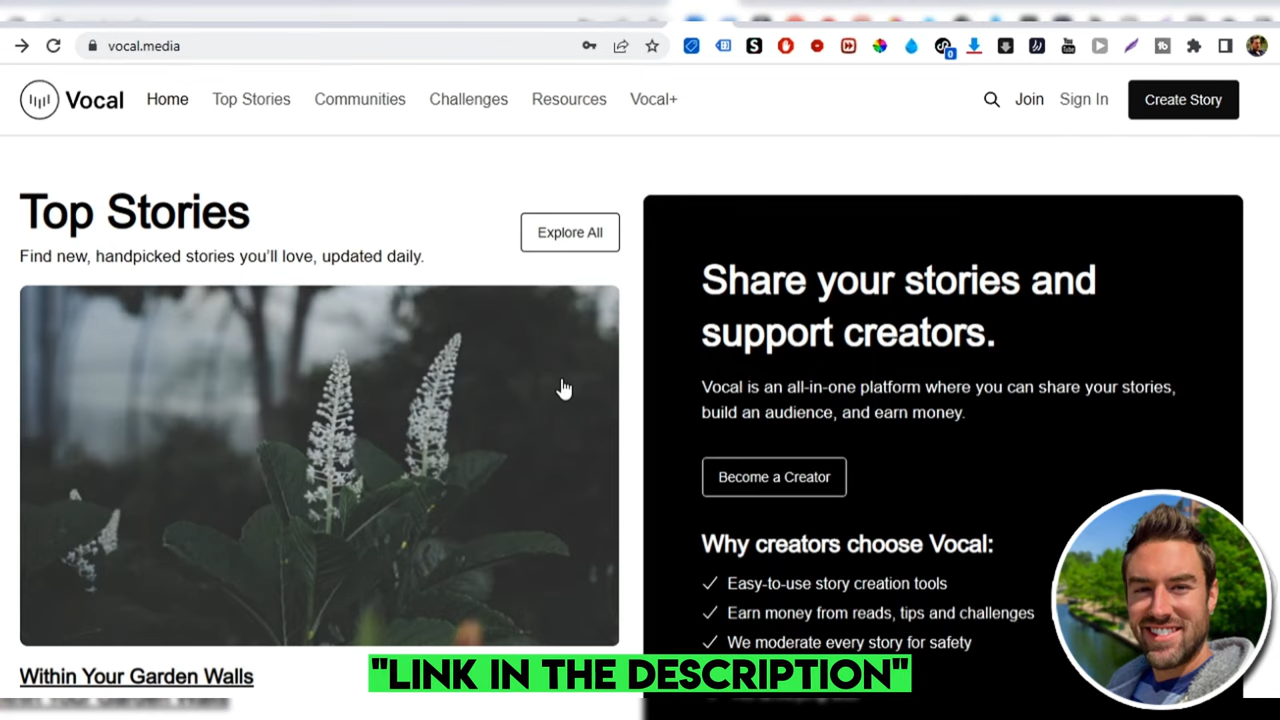 vocal.media
Vocal
Home
Top Stories
Communities
Challenges
Resources
Vocal+
Join
Sign In
Create Story
Top Stories
Explore All
Find new, handpicked stories you'll love, updated daily.
Share your stories and
support creators.
Vocal is an all-in-one platform where you can share your stories,
build an audience, and earn money.
Become a Creator
Why creators choose Vocal:
Easy-to-use story creation tools
Earn money from reads, tips and challenges
We moderate every story for safety
Within Your Garden Walls
"LINK IN THE DESCRIPTION"